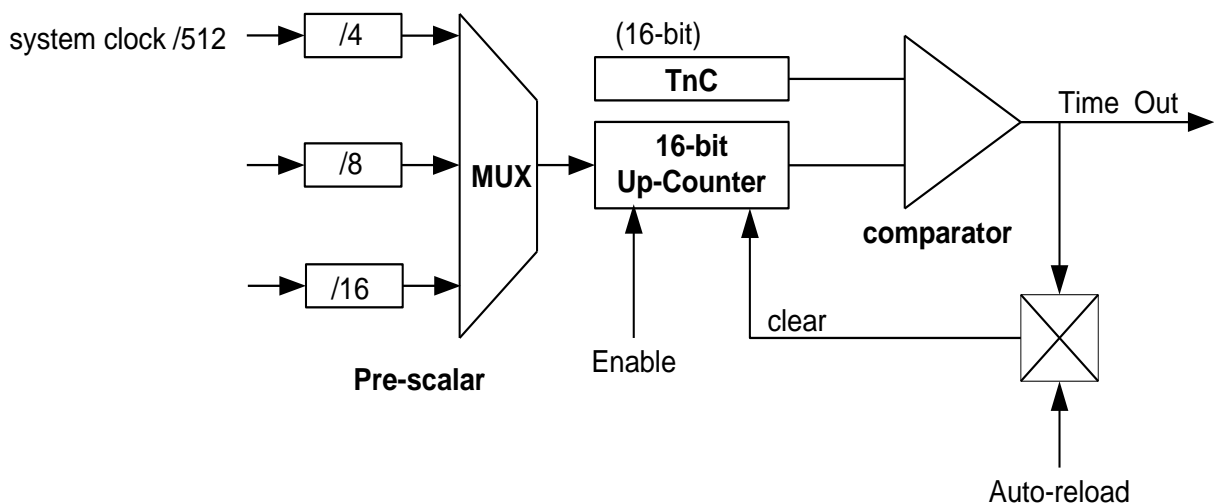 system clock /512
/4
(16-bit)
TnC
Time Out
/8
MUX
16-bit
Up-Counter
comparator
/16
clear
Enable
Pre-scalar
Auto-reload